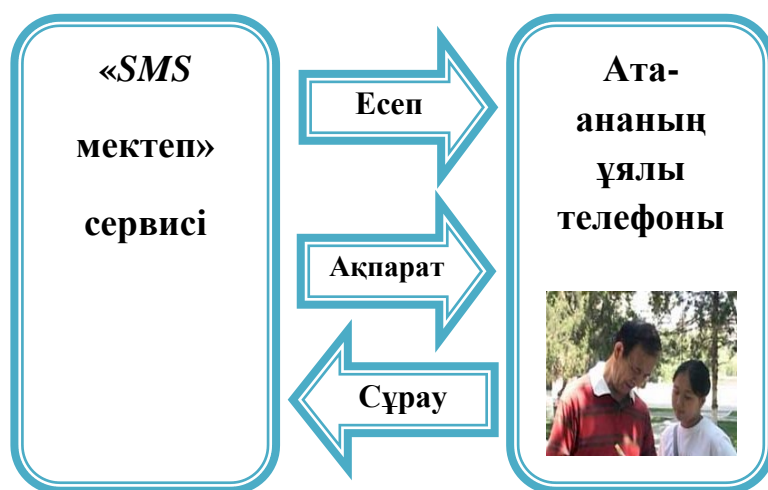 «SMS
мектеп»
сервисі
Есеп
Ақпарат
Сұрау
Ата-
ананың
ұялы
телефоны